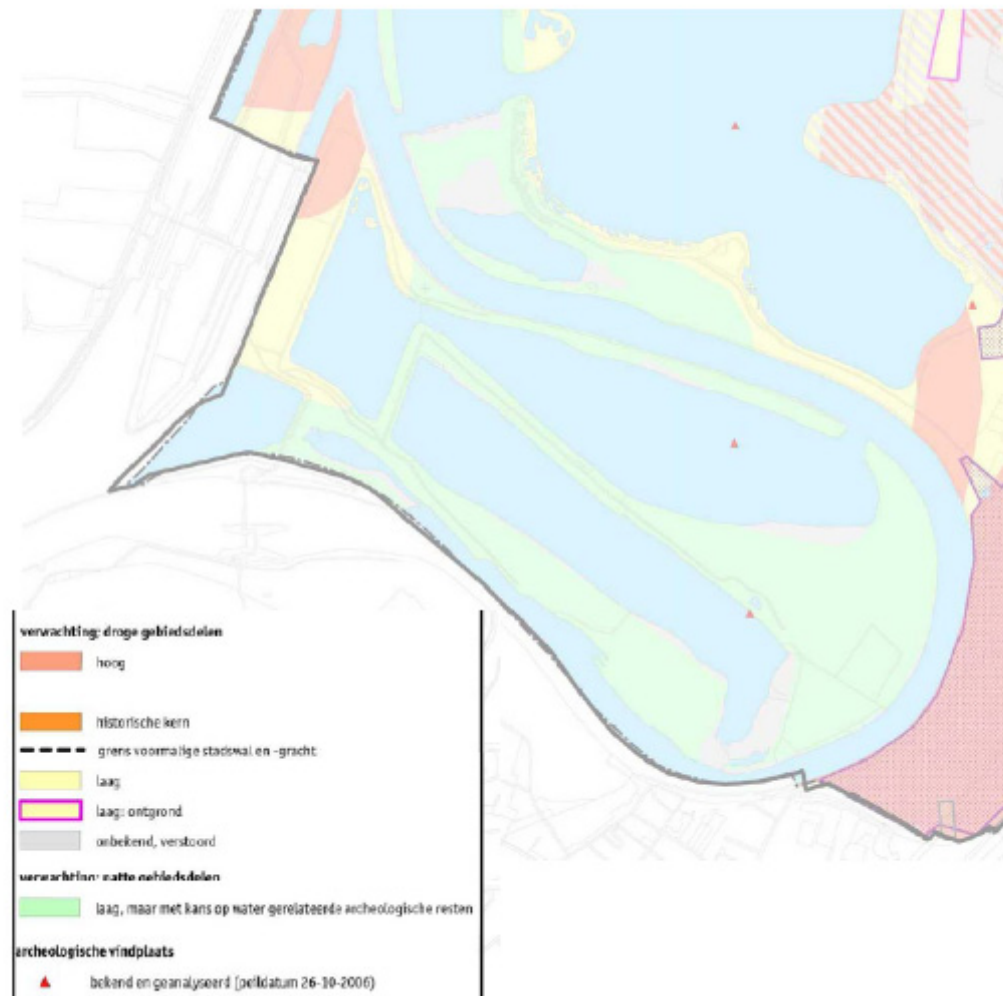 verwachting: droge gebiedsdelen
hoog
historische kern
grens voormalige stadswal en -gracht
laag
laag: ontgrond
onbekend, verstoord
verwachting: natte gebiedsdelen
laag, maar met kans op water gerelateerde archeologische resten
archeologische vindplaats
bekend en geanalyseerd (peildatum 26-10-2006)